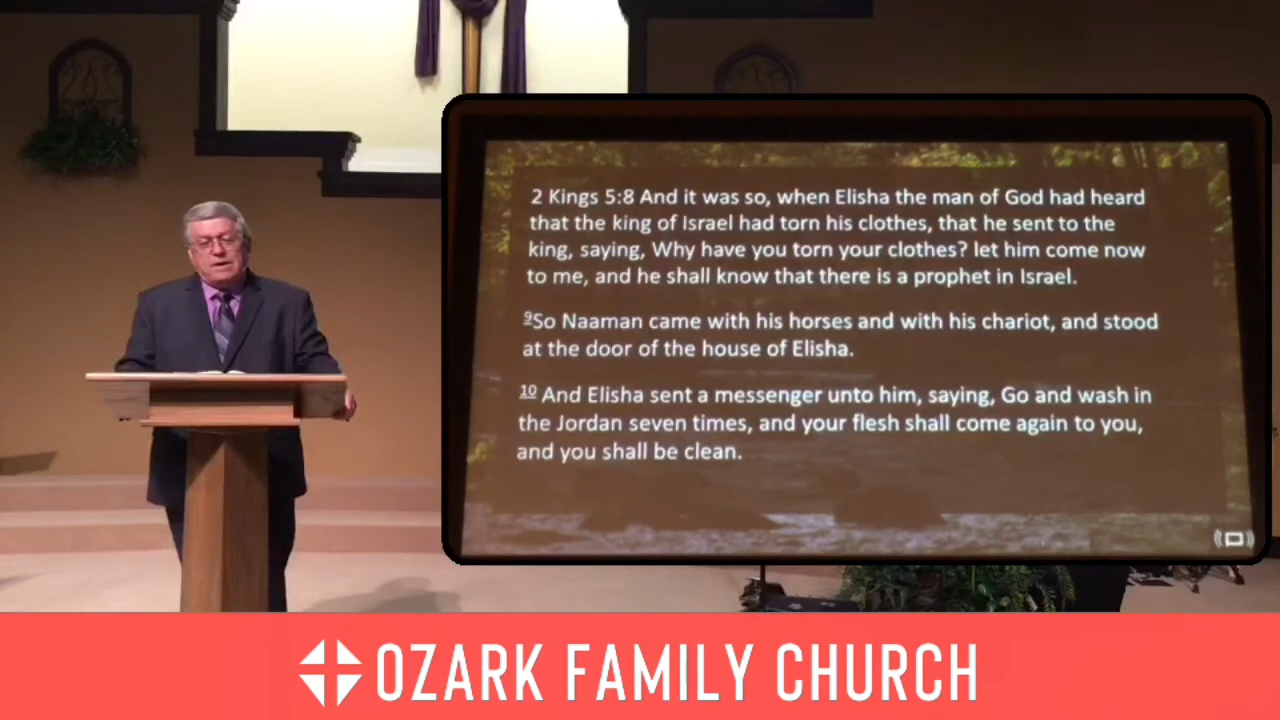 2 Kings 5:8 And it was so, when Elisha the man of God had heard
that the king of Israel had torn his clothes, that he sent to the
king, saying, Why have you torn your clothes? let him come now
to me, and he shall know that there is a prophet in Israel.
9So Naaman came with his horses and with his chariot, and stood
at the door of the house of Elisha.
10 And Elisha sent a messenger unto him, saying, Go and wash in
the Jordan seven times, and your flesh shall come again to you,
and you shall be clean.
OZARK FAMILY CHURCH